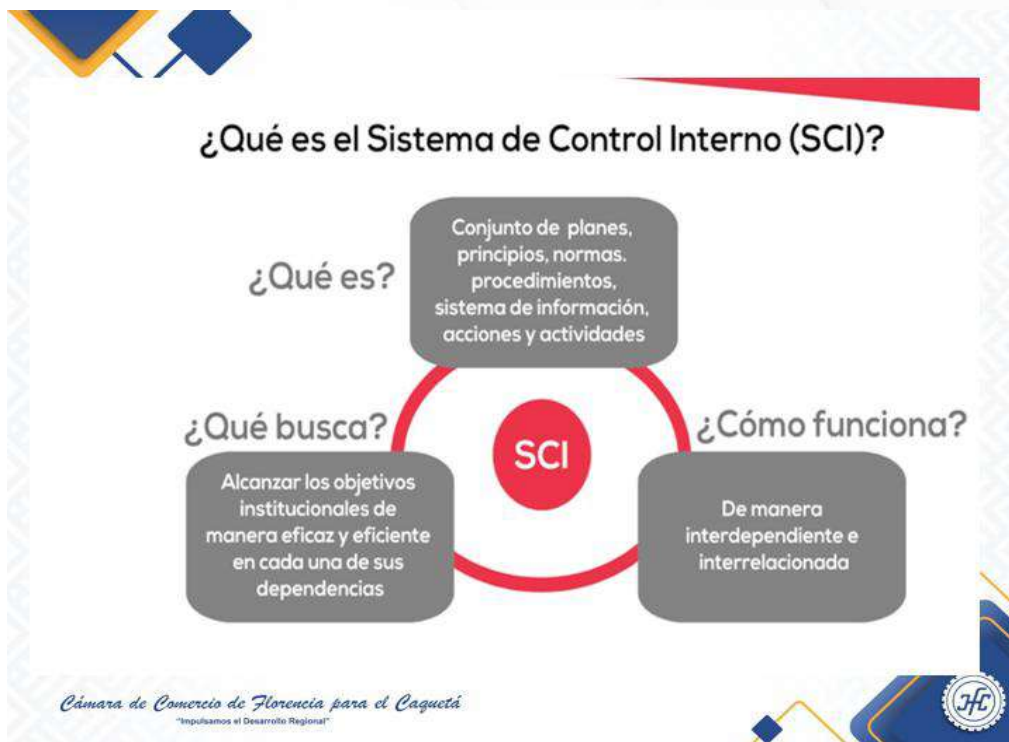 ¿Qué es el Sistema de Control Interno (SCI)?
¿Qué es?
Conjunto de planes,
principios, normas.
procedimientos,
sistema de información,
acciones y actividades
¿Qué busca?
Alcanzar los objetivos
institucionales de
manera eficaz y eficiente
en cada una de sus
dependencias
SCI
¿Cómo funciona?
De manera
interdependiente e
interrelacionada
Cámara de Comercio de Florencia para el Caquetá
"Impulsamos el Desarrollo Regional"